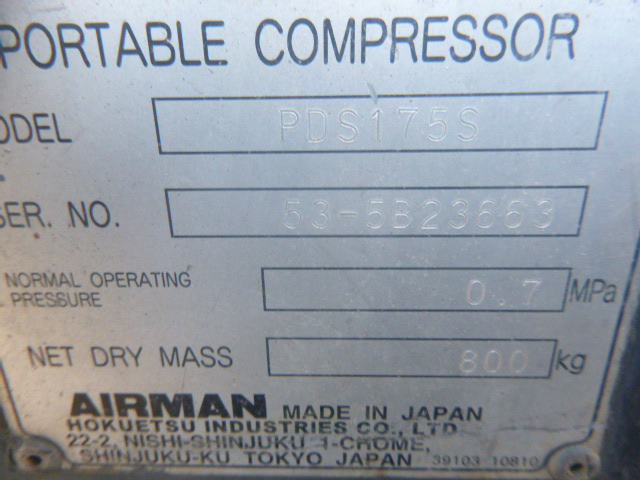 PORTABLE COMPRESSOR
ODEL PDS175S
SER. NO. 53-5B23663
NORMAL OPERATING
PRESSURE 0.7 MPa
NET DRY MASS 800 kg
AIRMAN MADE IN JAPAN
HOKUETSU INDUSTRIES CO., LTD.
22-2, NISHI-SHINJUKU 1-CHOME,
SHINJUKU-KU TOKYO JAPAN 39103 10810